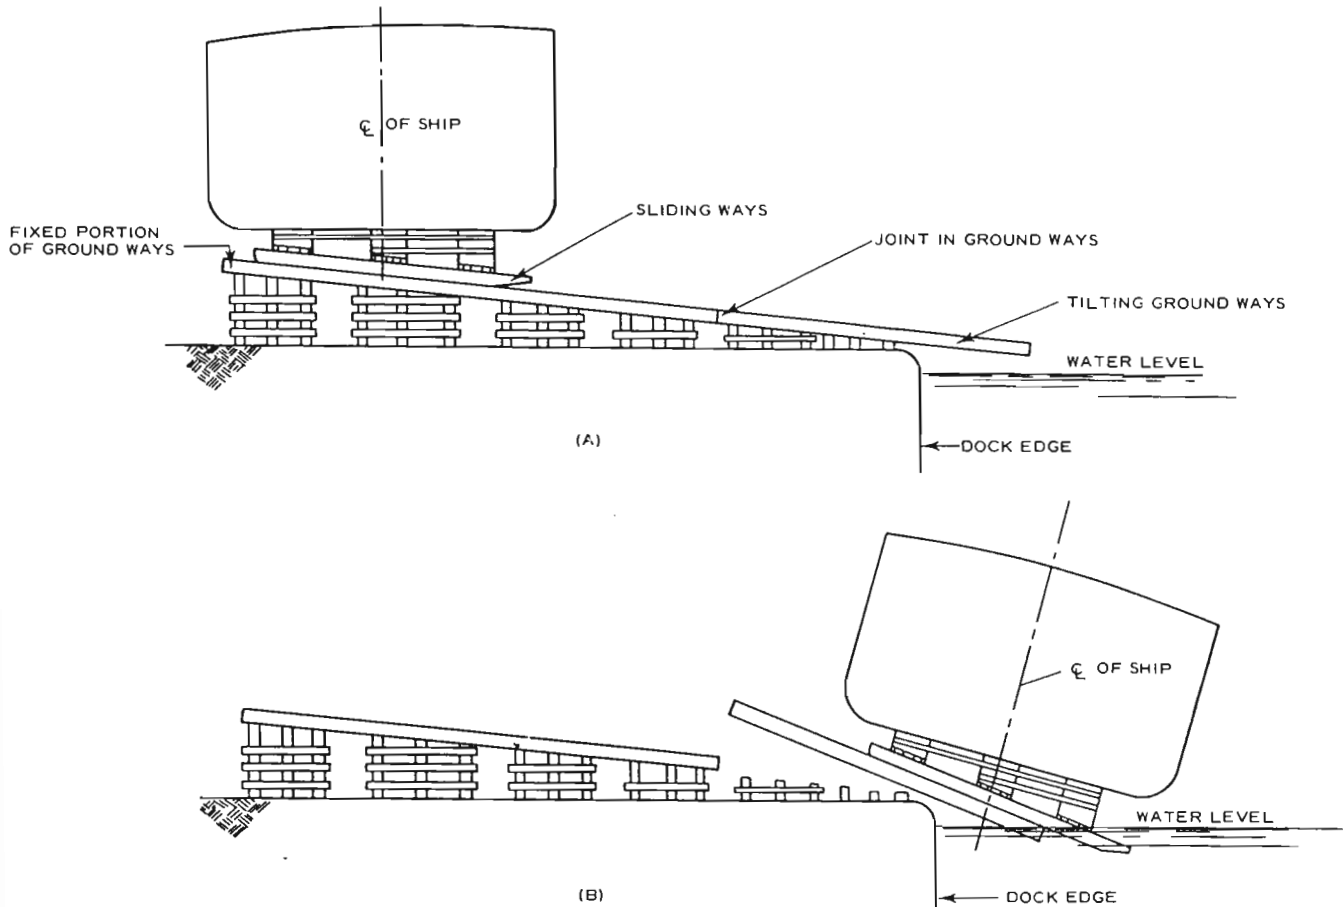 ℄ OF SHIP
SLIDING WAYS
FIXED PORTION
OF GROUND WAYS
JOINT IN GROUND WAYS
TILTING GROUND WAYS
WATER LEVEL
(A)
DOCK EDGE
℄ OF SHIP
WATER LEVEL
(B)
DOCK EDGE